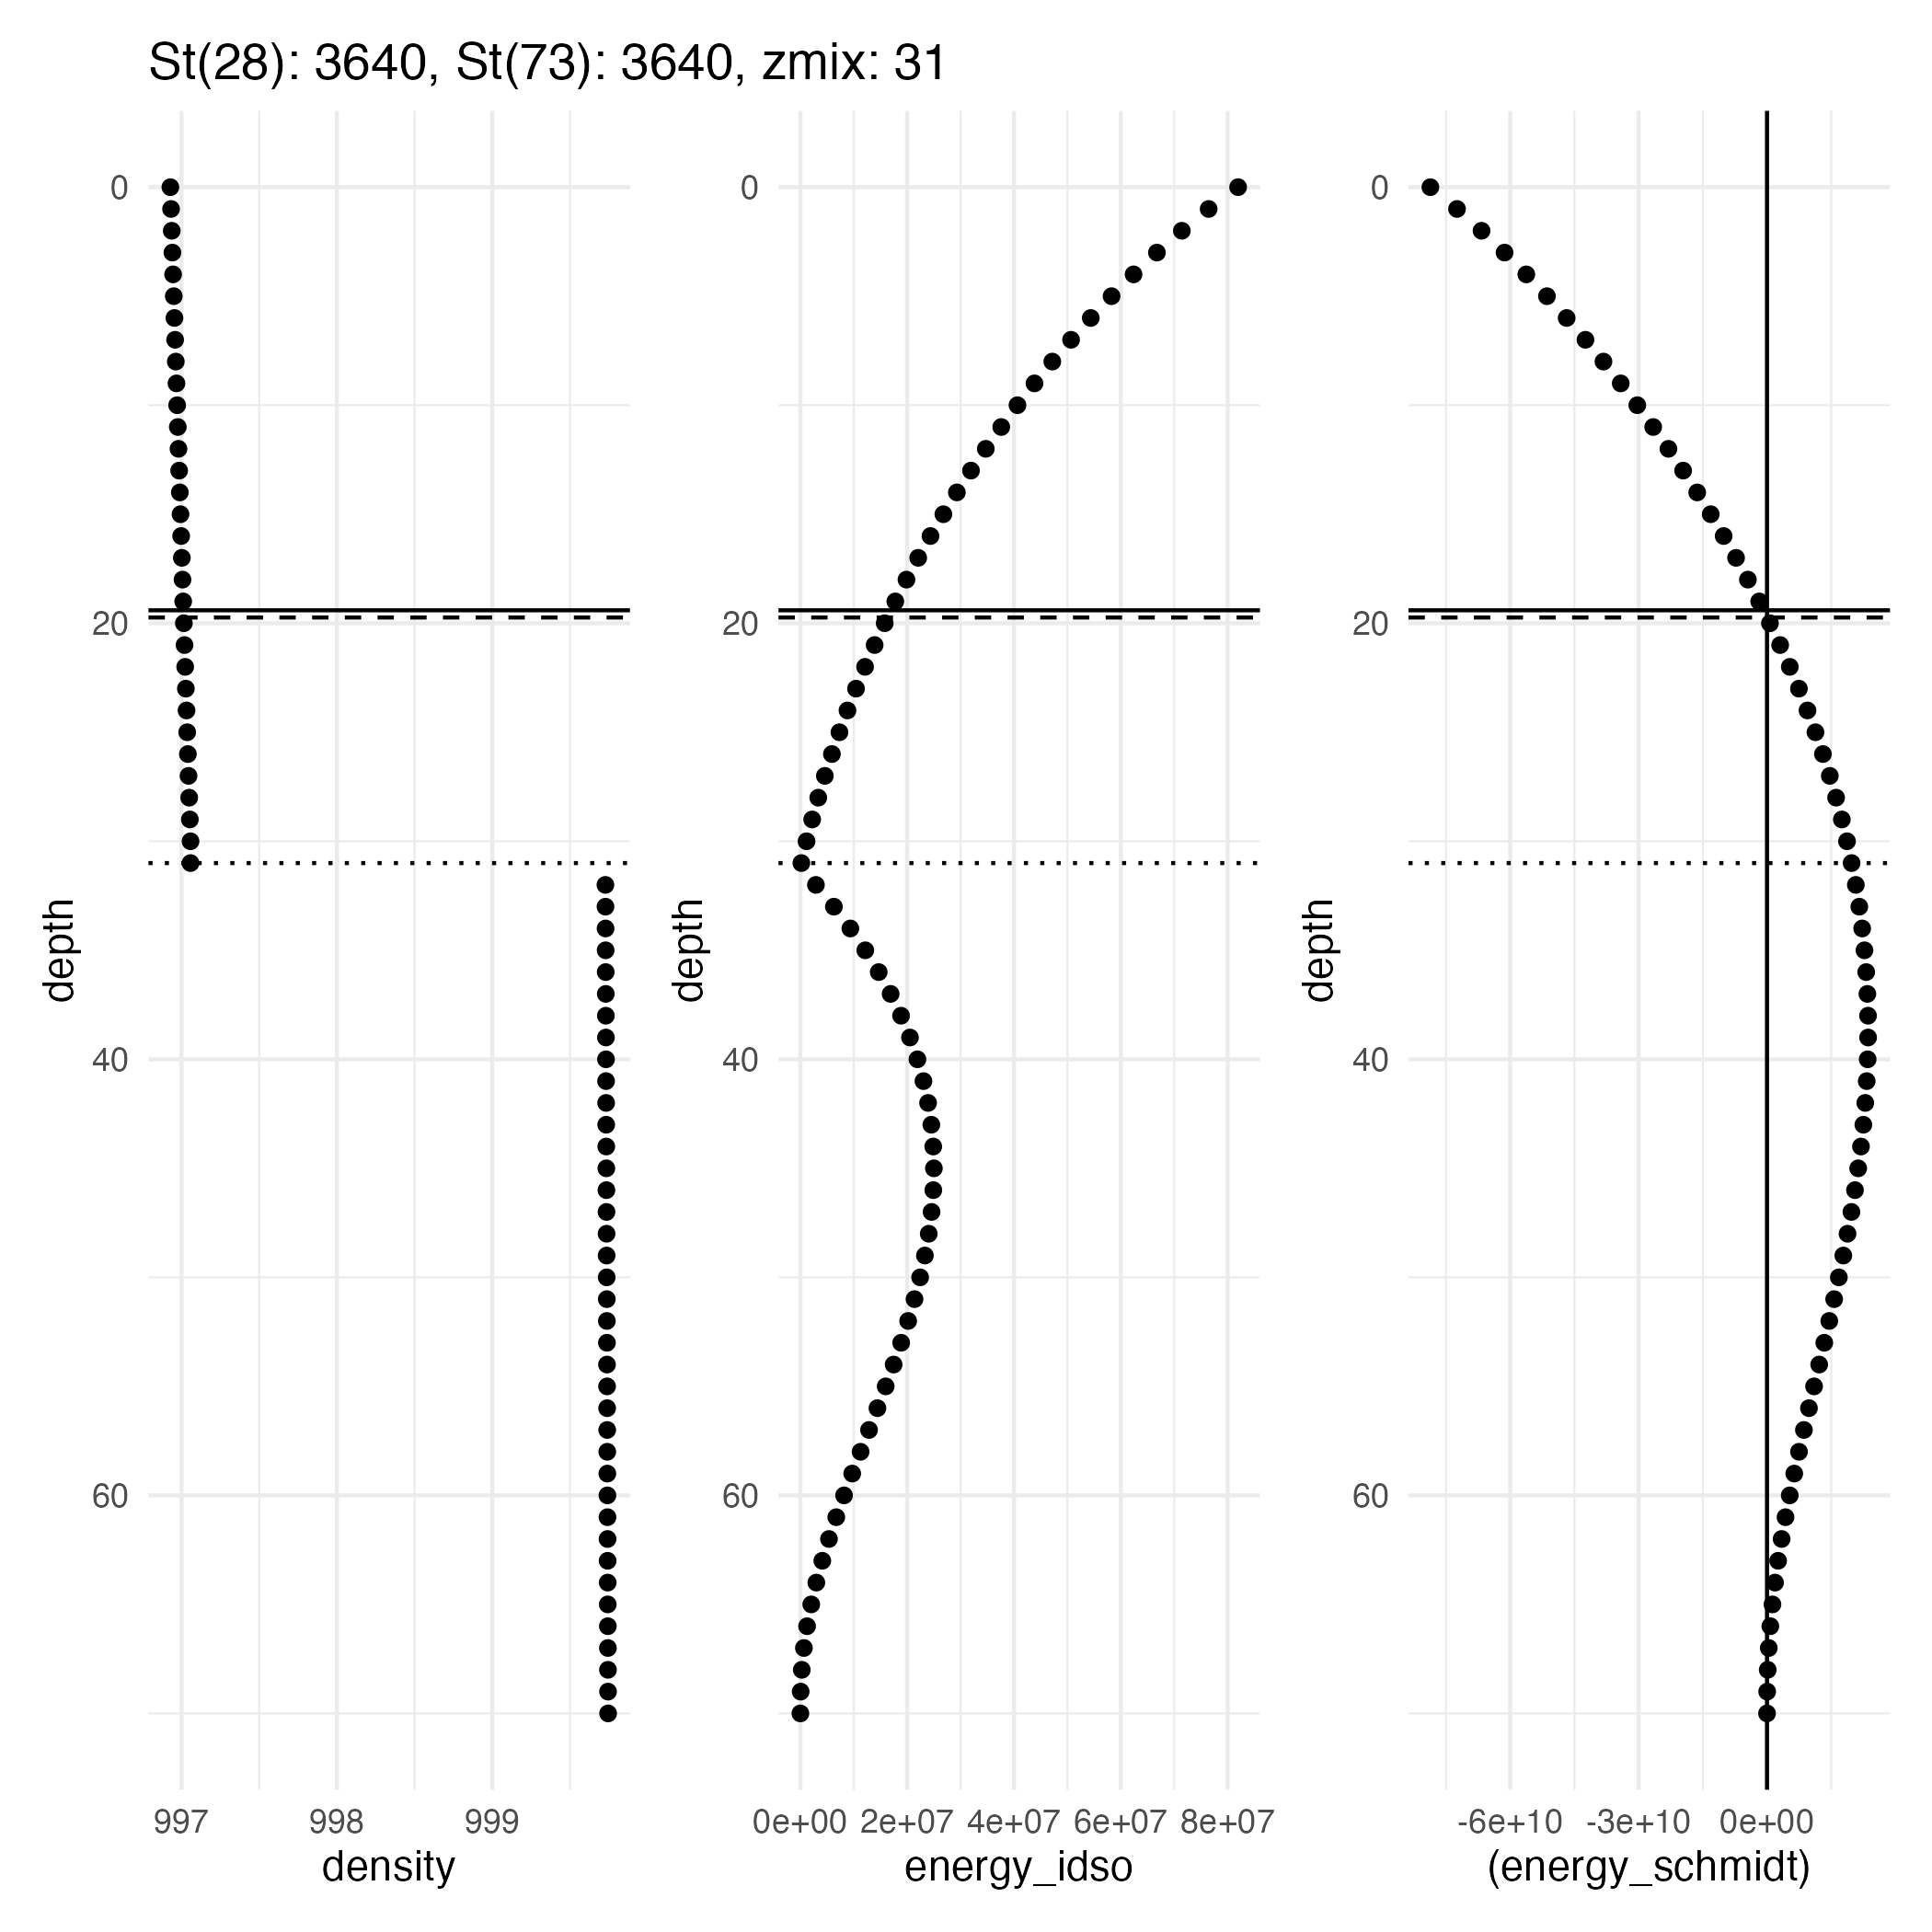 St(28): 3640, St(73): 3640, zmix: 31
0
20
40
60
depth
997 998 999
density
0
20
40
60
depth
0e+00 2e+07 4e+07 6e+07 8e+07
energy_idso
0
20
40
60
depth
-6e+10 -3e+10 0e+00
(energy_schmidt)